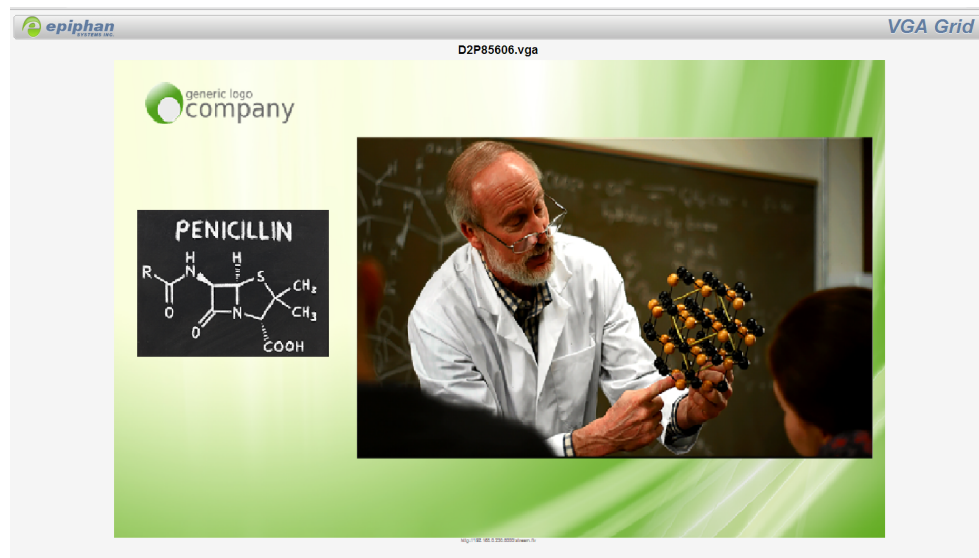 epiphan
SYSTEMS INC.
VGA Grid
D2P85606.vga
generic logo
company
PENICILLIN
H
H
R
N
S
CH₃
O
N
CH₃
O
COOH